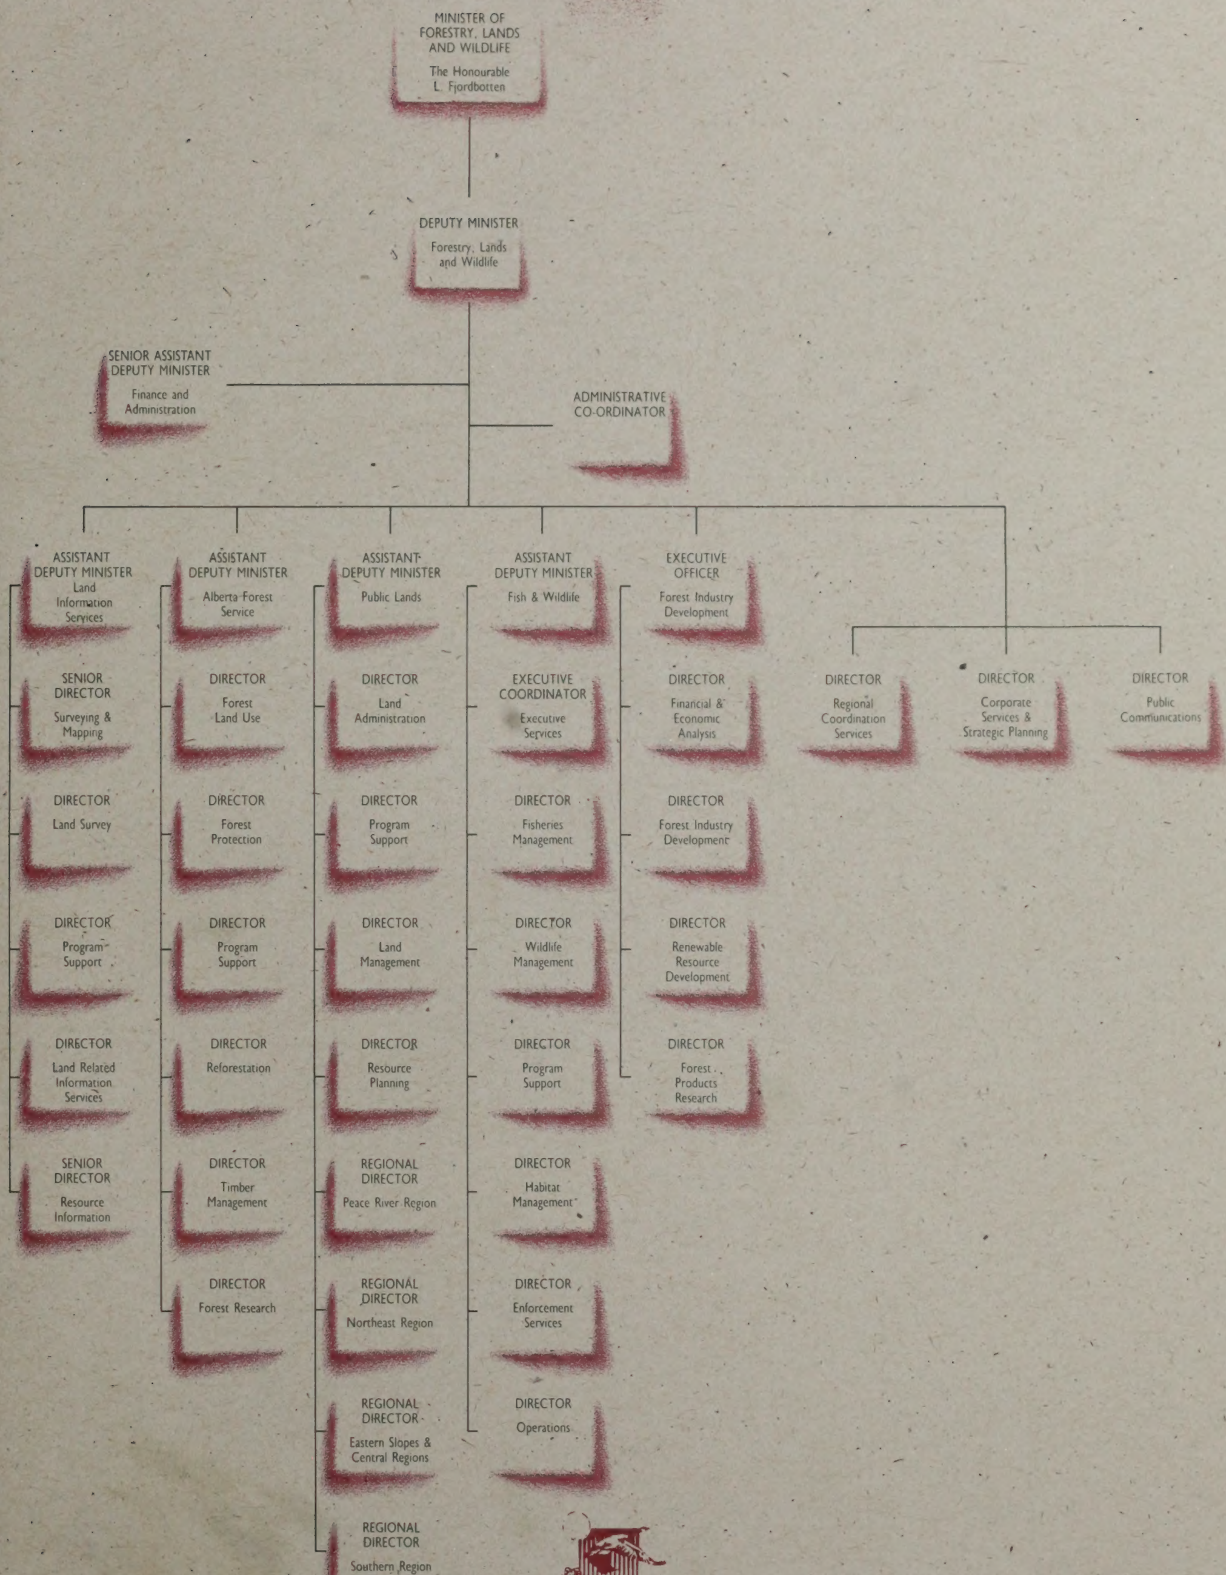 MINISTER OF
FORESTRY, LANDS
AND WILDLIFE
The Honourable
L. Fjordbotten
DEPUTY MINISTER
Forestry, Lands
and Wildlife
SENIOR ASSISTANT
DEPUTY MINISTER
Finance and
Administration
ADMINISTRATIVE
CO-ORDINATOR
ASSISTANT
DEPUTY MINISTER
Land
Information
Services
SENIOR
DIRECTOR
Surveying &
Mapping
DIRECTOR
Land Survey
DIRECTOR
Program
Support
DIRECTOR
Land Related
Information
Services
SENIOR
DIRECTOR
Resource
Information
ASSISTANT
DEPUTY MINISTER
Alberta Forest
Service
DIRECTOR
Forest
Land Use
DIRECTOR
Forest
Protection
DIRECTOR
Program
Support
DIRECTOR
Reforestation
DIRECTOR
Timber
Management
DIRECTOR
Forest Research
ASSISTANT
DEPUTY MINISTER
Public Lands
DIRECTOR
Land
Administration
DIRECTOR
Program
Support
DIRECTOR
Land
Management
DIRECTOR
Resource
Planning
REGIONAL
DIRECTOR
Peace River Region
REGIONAL
DIRECTOR
Northeast Region
REGIONAL
DIRECTOR
Eastern Slopes &
Central Regions
REGIONAL
DIRECTOR
Southern Region
ASSISTANT
DEPUTY MINISTER
Fish & Wildlife
EXECUTIVE
COORDINATOR
Executive
Services
DIRECTOR
Fisheries
Management
DIRECTOR
Wildlife
Management
DIRECTOR
Program
Support
DIRECTOR
Habitat
Management
DIRECTOR
Enforcement
Services
DIRECTOR
Operations
EXECUTIVE
OFFICER
Forest Industry
Development
DIRECTOR
Financial &
Economic
Analysis
DIRECTOR
Forest Industry
Development
DIRECTOR
Renewable
Resource
Development
DIRECTOR
Forest
Products
Research
DIRECTOR
Regional
Coordination
Services
DIRECTOR
Corporate
Services &
Strategic Planning
DIRECTOR
Public
Communications